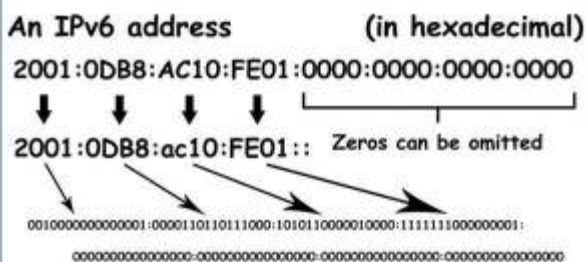 An IPv6 address (in hexadecimal)
2001:0DB8:AC10:FE01:0000:0000:0000:0000
2001:0DB8:ac10:FE01:: Zeros can be omitted
0010000000000001:0000110110111000:1010110000010000:1111111000000001:
0000000000000000:0000000000000000:0000000000000000:0000000000000000